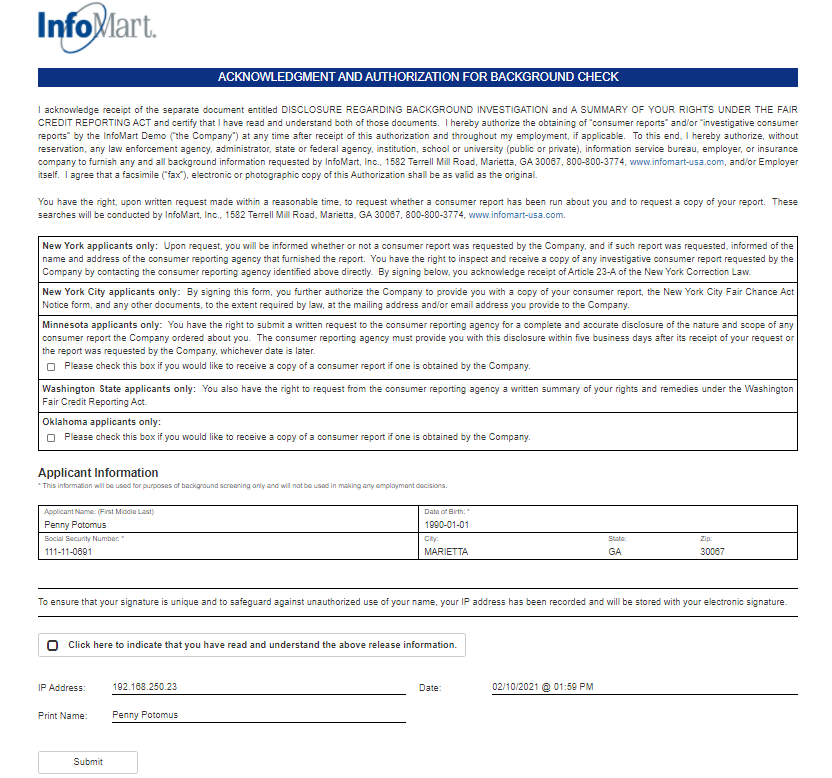 InfoMart.
ACKNOWLEDGMENT AND AUTHORIZATION FOR BACKGROUND CHECK
I acknowledge receipt of the separate document entitled DISCLOSURE REGARDING BACKGROUND INVESTIGATION and A SUMMARY OF YOUR RIGHTS UNDER THE FAIR
CREDIT REPORTING ACT and certify that I have read and understand both of those documents. I hereby authorize the obtaining of "consumer reports" and/or "investigative consumer
reports" by the InfoMart Demo ("the Company") at any time after receipt of this authorization and throughout my employment, if applicable. To this end, I hereby authorize, without
reservation, any law enforcement agency, administrator, state or federal agency, institution, school or university (public or private), information service bureau, employer, or insurance
company to furnish any and all background information requested by InfoMart, Inc., 1582 Terrell Mill Road, Marietta, GA 30067, 800-800-3774, www.infomart-usa.com, and/or Employer
itself. I agree that a facsimile ("fax"), electronic or photographic copy of this Authorization shall be as valid as the original.
You have the right, upon written request made within a reasonable time, to request whether a consumer report has been run about you and to request a copy of your report. These
searches will be conducted by InfoMart, Inc., 1582 Terrell Mill Road, Marietta, GA 30067, 800-800-3774, www.infomart-usa.com.
New York applicants only: Upon request, you will be informed whether or not a consumer report was requested by the Company, and if such report was requested, informed of the
name and address of the consumer reporting agency that furnished the report. You have the right to inspect and receive a copy of any investigative consumer report requested by the
Company by contacting the consumer reporting agency identified above directly. By signing below, you acknowledge receipt of Article 23-A of the New York Correction Law.
New York City applicants only: By signing this form, you further authorize the Company to provide you with a copy of your consumer report, the New York City Fair Chance Act
Notice form, and any other documents, to the extent required by law, at the mailing address and/or email address you provide to the Company.
Minnesota applicants only: You have the right to submit a written request to the consumer reporting agency for a complete and accurate disclosure of the nature and scope of any
consumer report the Company ordered about you. The consumer reporting agency must provide you with this disclosure within five business days after its receipt of your request or
the report was requested by the Company, whichever date is later.
Please check this box if you would like to receive a copy of a consumer report if one is obtained by the Company.
Washington State applicants only: You also have the right to request from the consumer reporting agency a written summary of your rights and remedies under the Washington
Fair Credit Reporting Act.
Oklahoma applicants only:
Please check this box if you would like to receive a copy of a consumer report if one is obtained by the Company.
Applicant Information
* This information will be used for purposes of background screening only and will not be used in making any employment decisions.
Applicant Name: (First Middle Last) Date of Birth: *
Penny Potomus 1990-01-01
Social Security Number: * City: State: Zip:
111-11-0691 MARIETTA GA 30067
To ensure that your signature is unique and to safeguard against unauthorized use of your name, your IP address has been recorded and will be stored with your electronic signature.
Click here to indicate that you have read and understand the above release information.
IP Address: 192.168.250.23 Date: 02/10/2021 @ 01:59 PM
Print Name: Penny Potomus
Submit